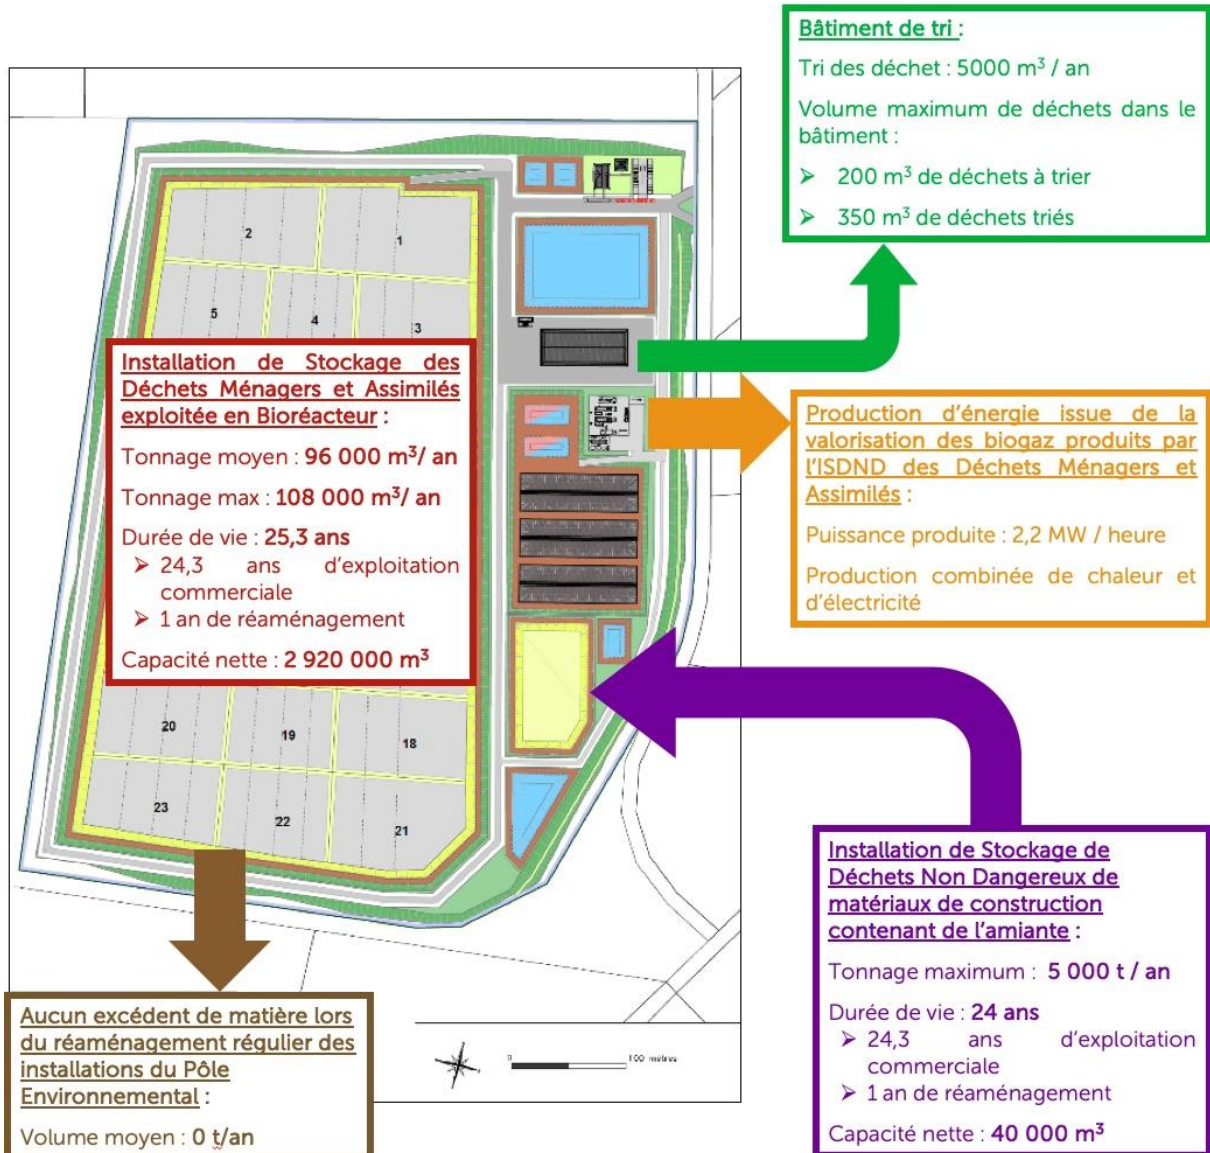 Bâtiment de tri :
Tri des déchet : 5000 m³ / an
Volume maximum de déchets dans le
bâtiment :
➢ 200 m³ de déchets à trier
➢ 350 m³ de déchets triés
2
1
5
4
3
Installation de Stockage des
Déchets Ménagers et Assimilés
exploitée en Bioréacteur :
Tonnage moyen : 96 000 m³/ an
Tonnage max : 108 000 m³/ an
Durée de vie : 25,3 ans
➢ 24,3 ans d'exploitation
commerciale
➢ 1 an de réaménagement
Capacité nette : 2 920 000 m³
Production d'énergie issue de la
valorisation des biogaz produits par
l'ISDND des Déchets Ménagers et
Assimilés :
Puissance produite : 2,2 MW / heure
Production combinée de chaleur et
d'électricité
20
19
18
23
22
21
Installation de Stockage de
Déchets Non Dangereux de
matériaux de construction
contenant de l'amiante :
Tonnage maximum : 5 000 t / an
Durée de vie : 24 ans
➢ 24,3 ans d'exploitation
commerciale
➢ 1 an de réaménagement
Capacité nette : 40 000 m³
Aucun excédent de matière lors
du réaménagement régulier des
installations du Pôle
Environnemental :
Volume moyen : 0 t/an
0 100 mètres